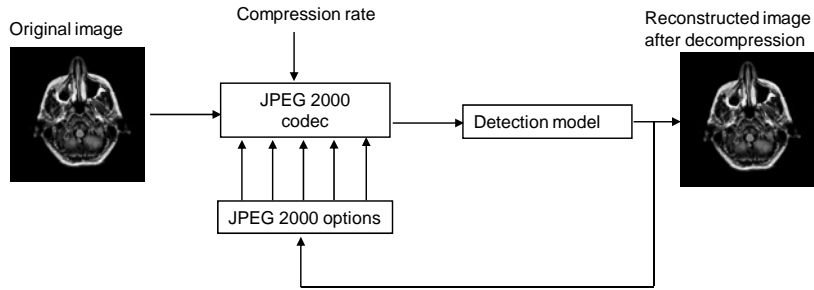 Original image
Compression rate
Reconstructed image
after decompression
JPEG 2000
codec
Detection model
JPEG 2000 options